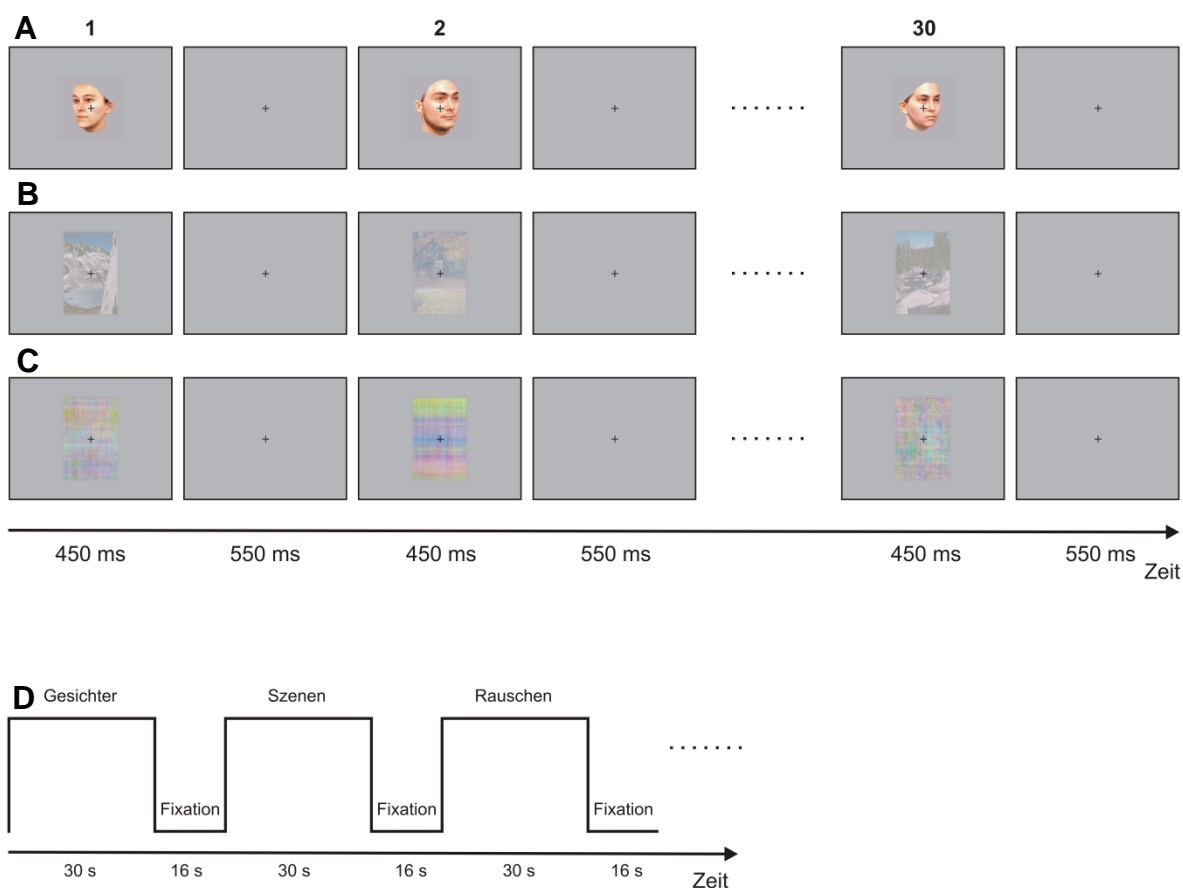 A 1 2 30
.......
B
.......
C
.......
450 ms 550 ms 450 ms 550 ms 450 ms 550 ms
Zeit
D Gesichter Szenen Rauschen
.......
Fixation Fixation Fixation
30 s 16 s 30 s 16 s 30 s 16 s
Zeit